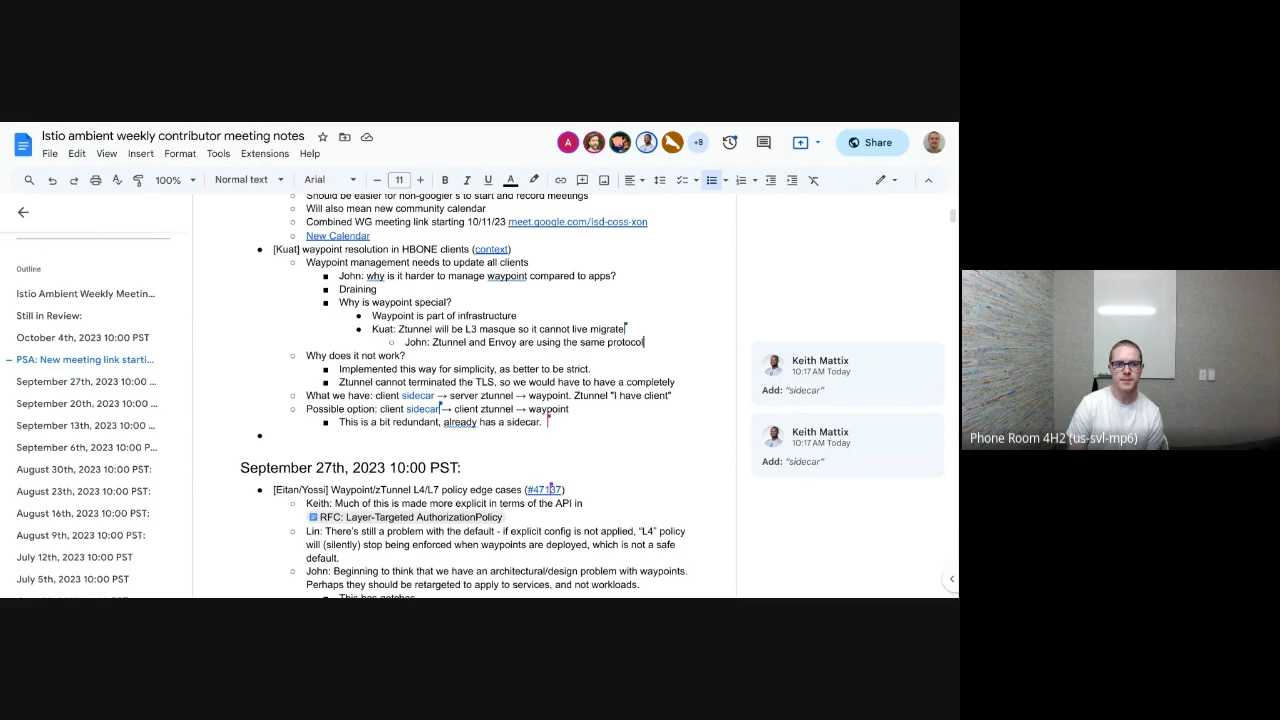 Istio ambient weekly contributor meeting notes
File Edit View Insert Format Tools Extensions Help
A
+8
Share
100%
Normal text
Arial
11
B I U A
Outline
Istio Ambient Weekly Meetin...
Still in Review:
October 4th, 2023 10:00 PST
PSA: New meeting link starti...
September 27th, 2023 10:00 ...
September 20th, 2023 10:00 P...
September 13th, 2023 10:00 ...
September 6th, 2023 10:00 P...
August 30th, 2023 10:00 PST:
August 23th, 2023 10:00 PST:
August 16th, 2023 10:00 PST:
August 9th, 2023 10:00 PST:
July 12th, 2023 10:00 PST
July 5th, 2023 10:00 PST
Should be easier for non-googler's to start and record meetings
Will also mean new community calendar
Combined WG meeting link starting 10/11/23 meet.google.com/isd-coss-xon
New Calendar
[Kuat] waypoint resolution in HBONE clients (context)
Waypoint management needs to update all clients
John: why is it harder to manage waypoint compared to apps?
Draining
Why is waypoint special?
Waypoint is part of infrastructure
Kuat: Ztunnel will be L3 masque so it cannot live migrate
John: Ztunnel and Envoy are using the same protocol
Why does it not work?
Implemented this way for simplicity, as better to be strict.
Ztunnel cannot terminated the TLS, so we would have to have a completely
What we have: client sidecar → server ztunnel → waypoint. Ztunnel "I have client"
Possible option: client sidecar → client ztunnel → waypoint
This is a bit redundant, already has a sidecar.
September 27th, 2023 10:00 PST:
[Eitan/Yossi] Waypoint/zTunnel L4/L7 policy edge cases (#47137)
Keith: Much of this is made more explicit in terms of the API in
RFC: Layer-Targeted AuthorizationPolicy
Lin: There's still a problem with the default - if explicit config is not applied, “L4” policy
will (silently) stop being enforced when waypoints are deployed, which is not a safe
default.
John: Beginning to think that we have an architectural/design problem with waypoints.
Perhaps they should be retargeted to apply to services, and not workloads.
This has gotchas
Keith Mattix
10:17 AM Today
Add: “sidecar”
Keith Mattix
10:17 AM Today
Add: “sidecar”
Phone Room 4H2 (us-svl-mp6)